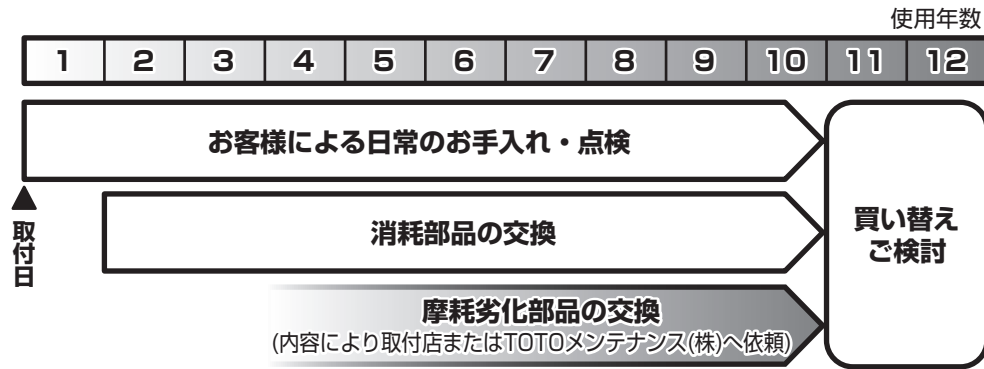 使用年数
1 2 3 4 5 6 7 8 9 10 11 12
お客様による日常のお手入れ・点検
取付日
消耗部品の交換
買い替え
ご検討
摩耗劣化部品の交換
(内容により取付店またはTOTOメンテナンス(株)へ依頼)